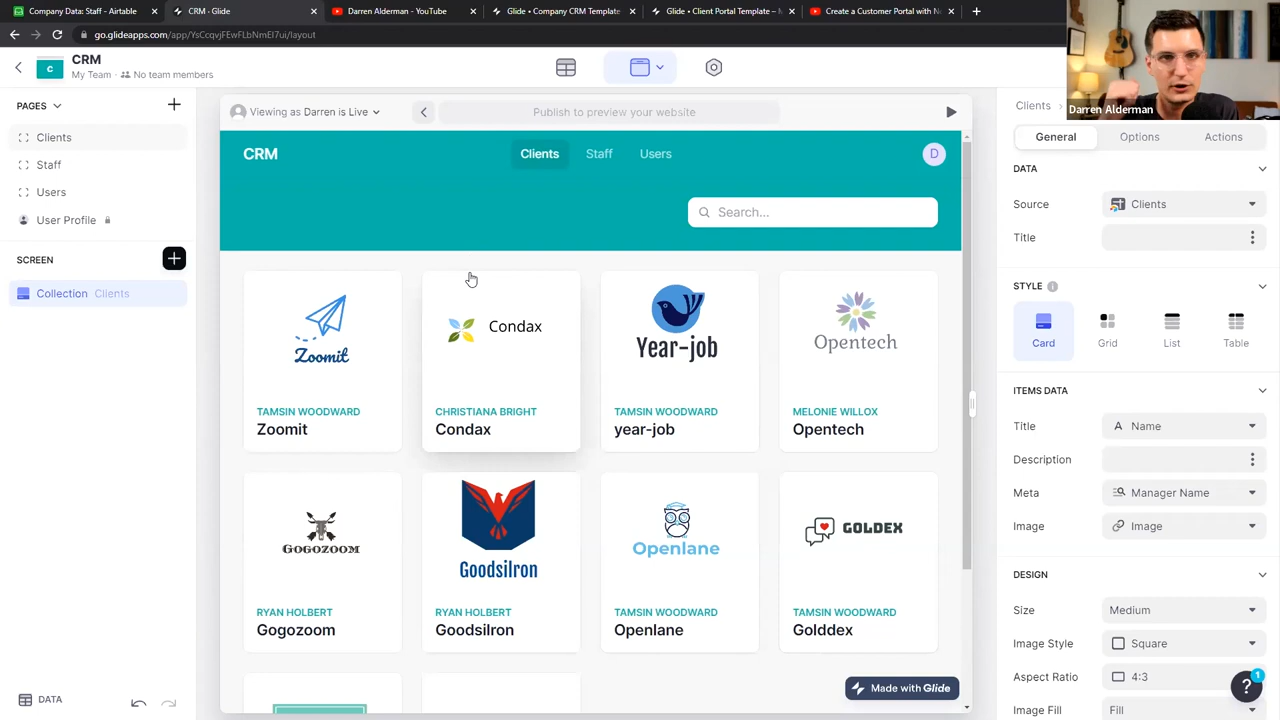 Company Data: Staff - Airtable
CRM · Glide
Darren Alderman - YouTube
Glide • Company CRM Template
Glide • Client Portal Template –
Create a Customer Portal with N
go.glideapps.com/app/YsCcqvjFEwFLbNmEI7ui/layout
CRM
C
My Team · No team members
Darren Alderman
PAGES
Clients
Staff
Users
User Profile
SCREEN
Collection Clients
DATA
Viewing as Darren is Live
Publish to preview your website
CRM
Clients
Staff
Users
D
Search...
Zoomit
Condax
Year-job
Opentech
TAMSIN WOODWARD
CHRISTIANA BRIGHT
TAMSIN WOODWARD
MELONIE WILLOX
Zoomit
Condax
year-job
Opentech
GOGOZOOM
GoodsiIron
Openlane
GOLDEX
RYAN HOLBERT
RYAN HOLBERT
TAMSIN WOODWARD
TAMSIN WOODWARD
Gogozoom
GoodsiIron
Openlane
Golddex
Made with Glide
Clients
General
Options
Actions
DATA
Source
Clients
Title
STYLE
Card
Grid
List
Table
ITEMS DATA
Title
Name
Description
Meta
Manager Name
Image
Image
DESIGN
Size
Medium
Image Style
Square
Aspect Ratio
4:3
Image Fill
Fill
?
1